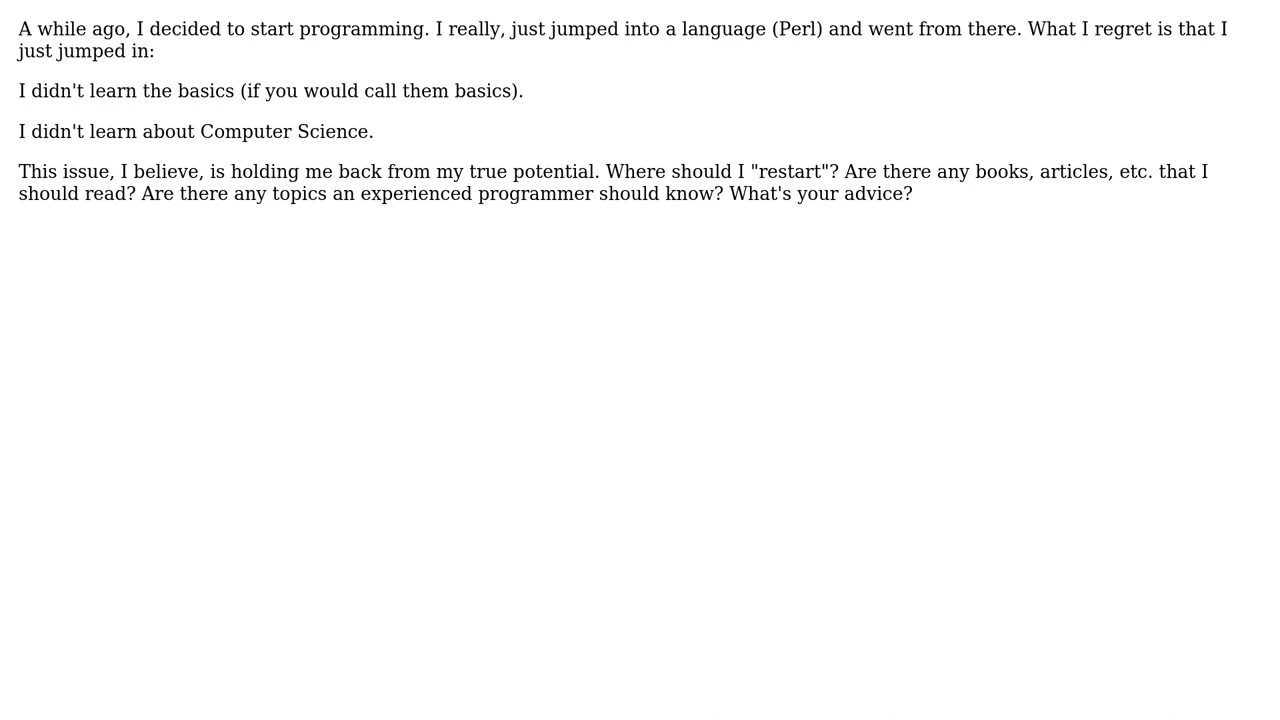 A while ago, I decided to start programming. I really, just jumped into a language (Perl) and went from there. What I regret is that I
just jumped in:
I didn't learn the basics (if you would call them basics).
I didn't learn about Computer Science.
This issue, I believe, is holding me back from my true potential. Where should I "restart"? Are there any books, articles, etc. that I
should read? Are there any topics an experienced programmer should know? What's your advice?